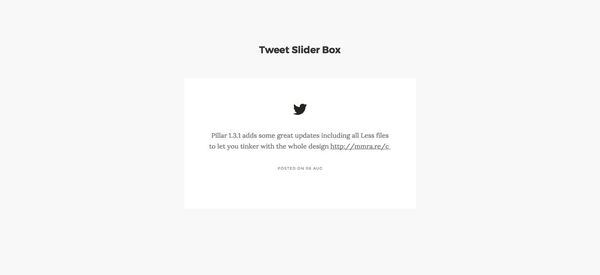 Tweet Slider Box
Pillar 1.3.1 adds some great updates including all Less files
to let you tinker with the whole design http://mmra.re/c
POSTED ON 06 AUG